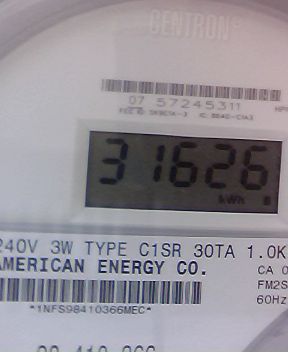 CENTRON®
07 57245311
31626
kWh
240V 3W TYPE C1SR 30TA 1.0K
AMERICAN ENERGY CO.
CA 0
FM2S
60Hz
*1NFS98410366MEC*